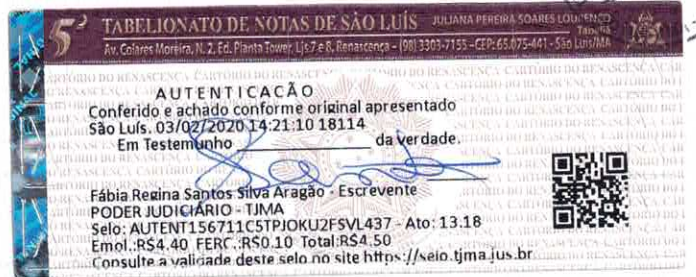 5º TABELIONATO DE NOTAS DE SÃO LUÍS JULIANA PEREIRA SOARES LOURENÇO
Tabeliã
Av. Colares Moreira, N. 2, Ed. Planta Tower, Ljs 7 e 8, Renascença - (98) 3303-7155 - CEP: 65.075-441 - São Luís/MA
AUTENTICAÇÃO
Conferido e achado conforme original apresentado
São Luís. 03/02/2020 14:21:10 18114
Em Testemunho ________ da verdade.
Fábia Regina Santos Silva Aragão - Escrevente
PODER JUDICIÁRIO - TJMA
Selo: AUTENT156711C5TPJOKU2FSVL437 - Ato: 13.18
Emol.:R$4.40 FERC.:R$0.10 Total:R$4.50
Consulte a validade deste selo no site https://selo.tjma.jus.br